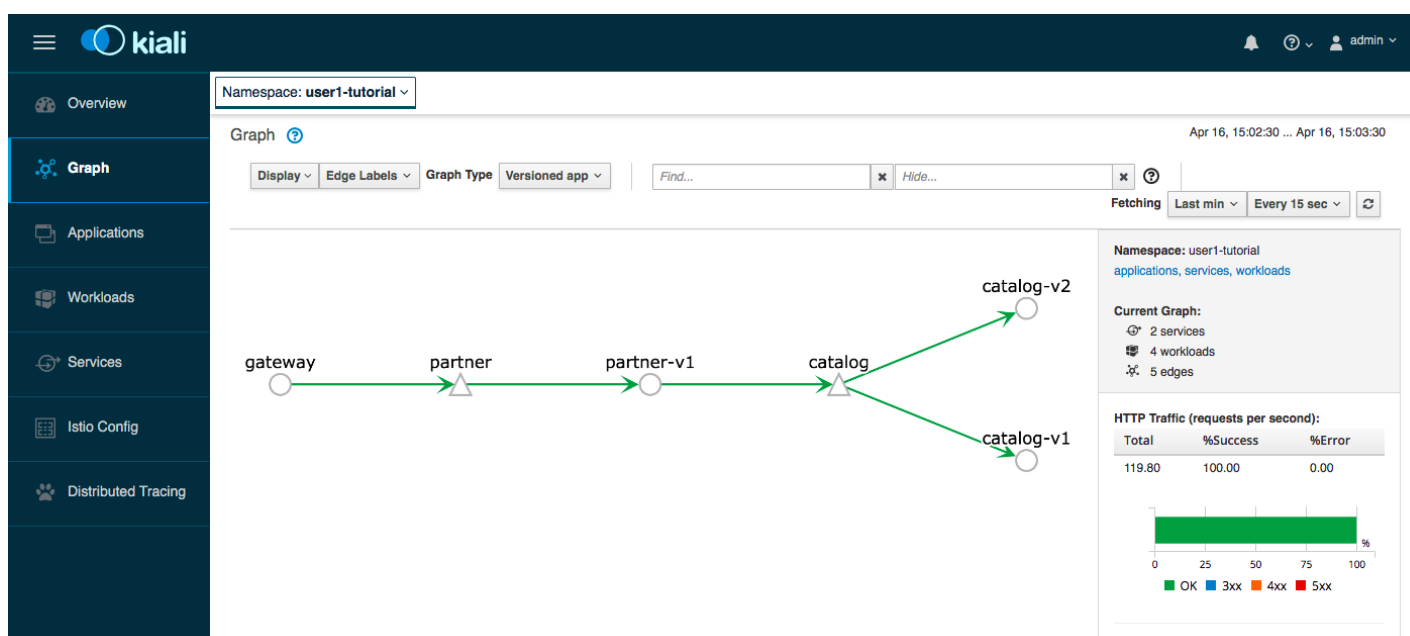 kiali
admin
Overview
Graph
Applications
Workloads
Services
Istio Config
Distributed Tracing
Namespace: user1-tutorial
Graph
Apr 16, 15:02:30 ... Apr 16, 15:03:30
Display Edge Labels Graph Type Versioned app Find... Hide...
Fetching Last min Every 15 sec
gateway
partner
partner-v1
catalog
catalog-v2
catalog-v1
Namespace: user1-tutorial
applications, services, workloads
Current Graph:
2 services
4 workloads
5 edges
HTTP Traffic (requests per second):
Total %Success %Error
119.80 100.00 0.00
%
0 25 50 75 100
OK 3xx 4xx 5xx